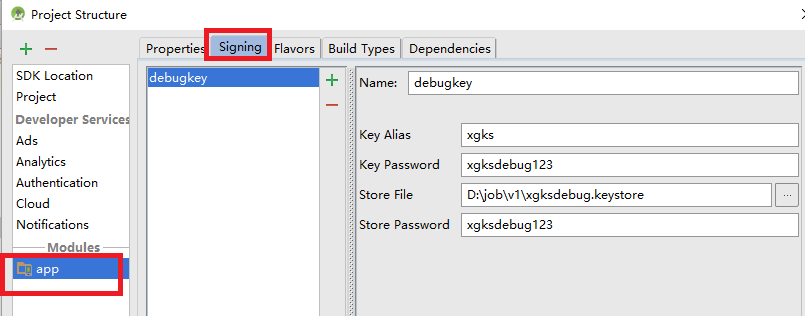 Project Structure
SDK Location
Project
Developer Services
Ads
Analytics
Authentication
Cloud
Notifications
Modules
app
Properties Signing Flavors Build Types Dependencies
debugkey
Name: debugkey
Key Alias xgks
Key Password xgksdebug123
Store File D:\job\v1\xgksdebug.keystore ...
Store Password xgksdebug123